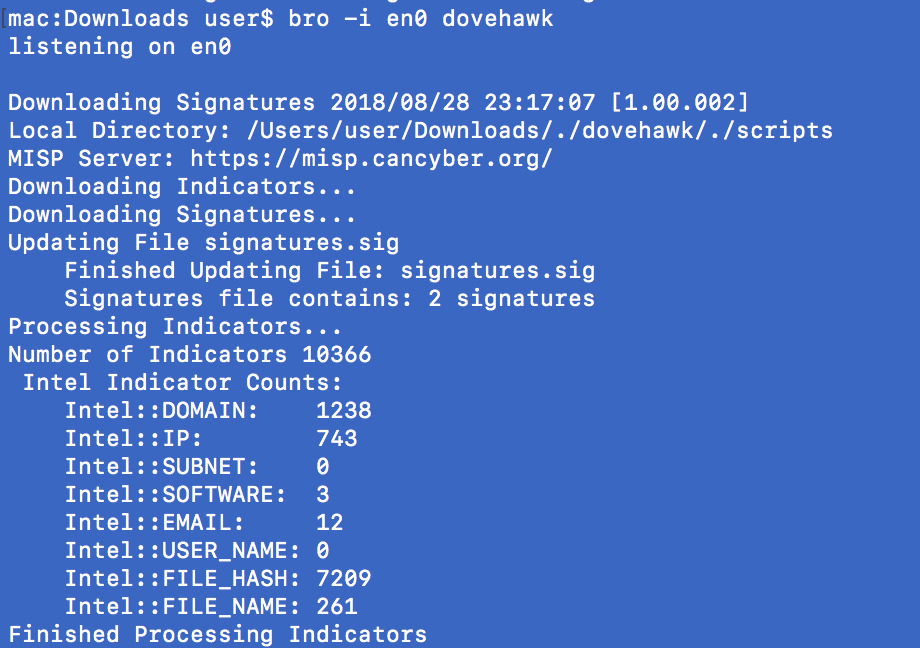 mac:Downloads user$ bro -i en0 dovehawk
listening on en0
Downloading Signatures 2018/08/28 23:17:07 [1.00.002]
Local Directory: /Users/user/Downloads/./dovehawk/./scripts
MISP Server: https://misp.cancyber.org/
Downloading Indicators...
Downloading Signatures...
Updating File signatures.sig
    Finished Updating File: signatures.sig
    Signatures file contains: 2 signatures
Processing Indicators...
Number of Indicators 10366
 Intel Indicator Counts:
    Intel::DOMAIN:    1238
    Intel::IP:        743
    Intel::SUBNET:    0
    Intel::SOFTWARE:  3
    Intel::EMAIL:     12
    Intel::USER_NAME: 0
    Intel::FILE_HASH: 7209
    Intel::FILE_NAME: 261
Finished Processing Indicators